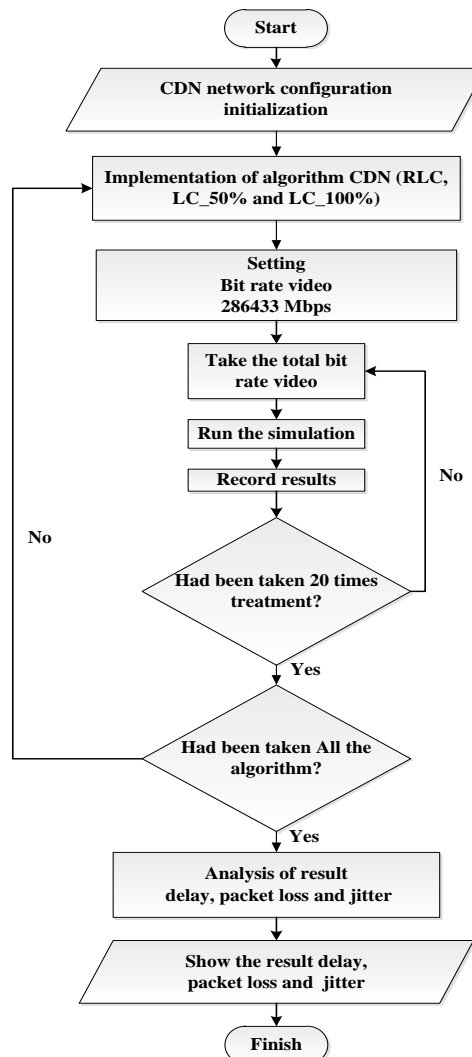 Start
CDN network configuration
initialization
Implementation of algorithm CDN (RLC,
LC_50% and LC_100%)
Setting
Bit rate video
286433 Mbps
Take the total bit
rate video
Run the simulation
Record results
No
No
Had been taken 20 times
treatment?
Yes
Had been taken All the
algorithm?
Yes
Analysis of result
delay, packet loss and jitter
Show the result delay,
packet loss and jitter
Finish